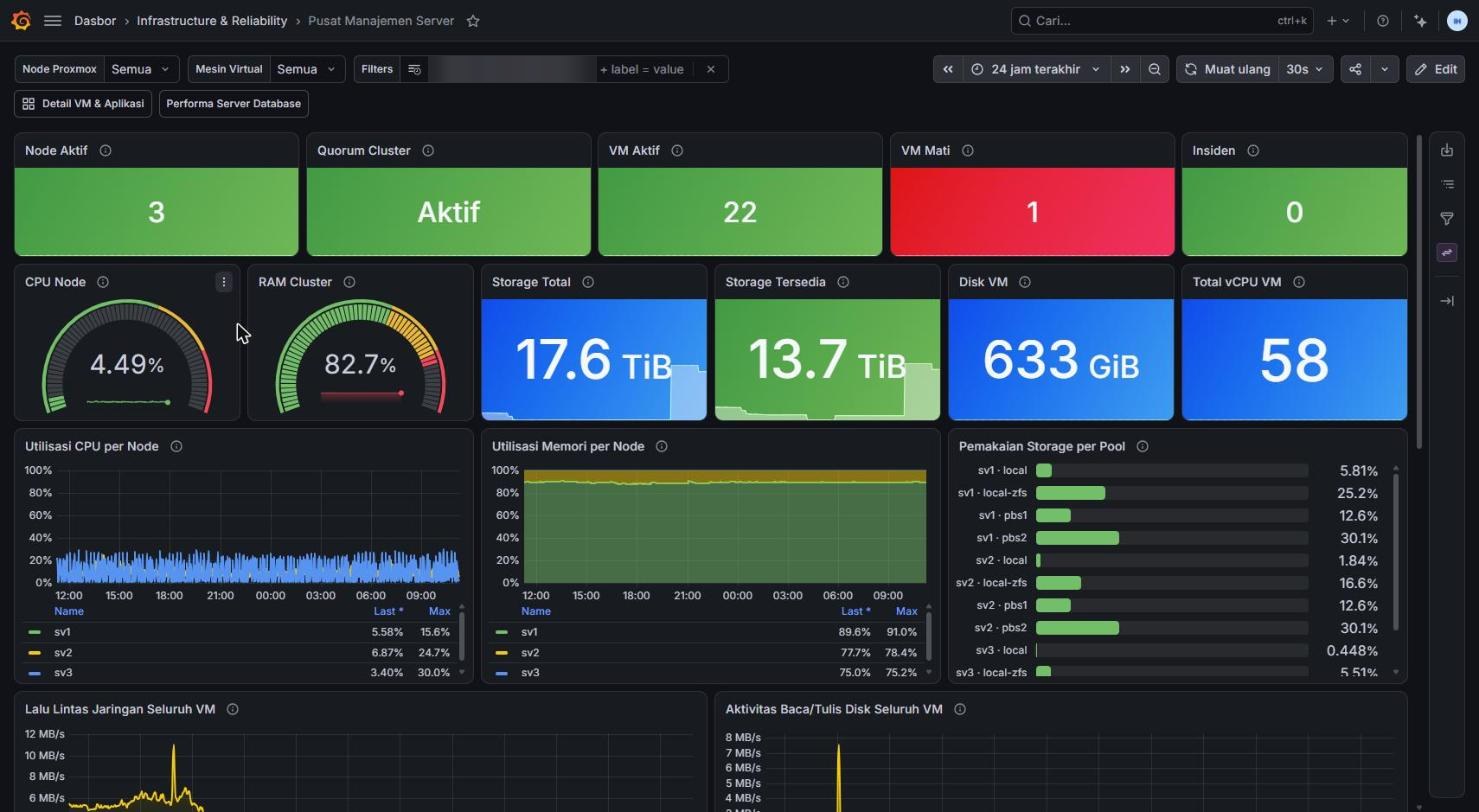 Dasbor › Infrastructure & Reliability › Pusat Manajemen Server
Cari... ctrl+k
IH
Node Proxmox Semua Mesin Virtual Semua Filters + label = value
24 jam terakhir Muat ulang 30s Edit
Detail VM & Aplikasi Performa Server Database
Node Aktif
3
Quorum Cluster
Aktif
VM Aktif
22
VM Mati
1
Insiden
0
CPU Node
4.49%
RAM Cluster
82.7%
Storage Total
17.6 TiB
Storage Tersedia
13.7 TiB
Disk VM
633 GiB
Total vCPU VM
58
Utilisasi CPU per Node
100%
80%
60%
40%
20%
0%
12:00 15:00 18:00 21:00 00:00 03:00 06:00 09:00
Name Last * Max
sv1 5.58% 15.6%
sv2 6.87% 24.7%
sv3 3.40% 30.0%
Utilisasi Memori per Node
100%
80%
60%
40%
20%
0%
12:00 15:00 18:00 21:00 00:00 03:00 06:00 09:00
Name Last * Max
sv1 89.6% 91.0%
sv2 77.7% 78.4%
sv3 75.0% 75.2%
Pemakaian Storage per Pool
sv1 · local 5.81%
sv1 · local-zfs 25.2%
sv1 · pbs1 12.6%
sv1 · pbs2 30.1%
sv2 · local 1.84%
sv2 · local-zfs 16.6%
sv2 · pbs1 12.6%
sv2 · pbs2 30.1%
sv3 · local 0.448%
sv3 · local-zfs 5.51%
Lalu Lintas Jaringan Seluruh VM
12 MB/s
10 MB/s
8 MB/s
6 MB/s
Aktivitas Baca/Tulis Disk Seluruh VM
8 MB/s
7 MB/s
6 MB/s
5 MB/s
4 MB/s